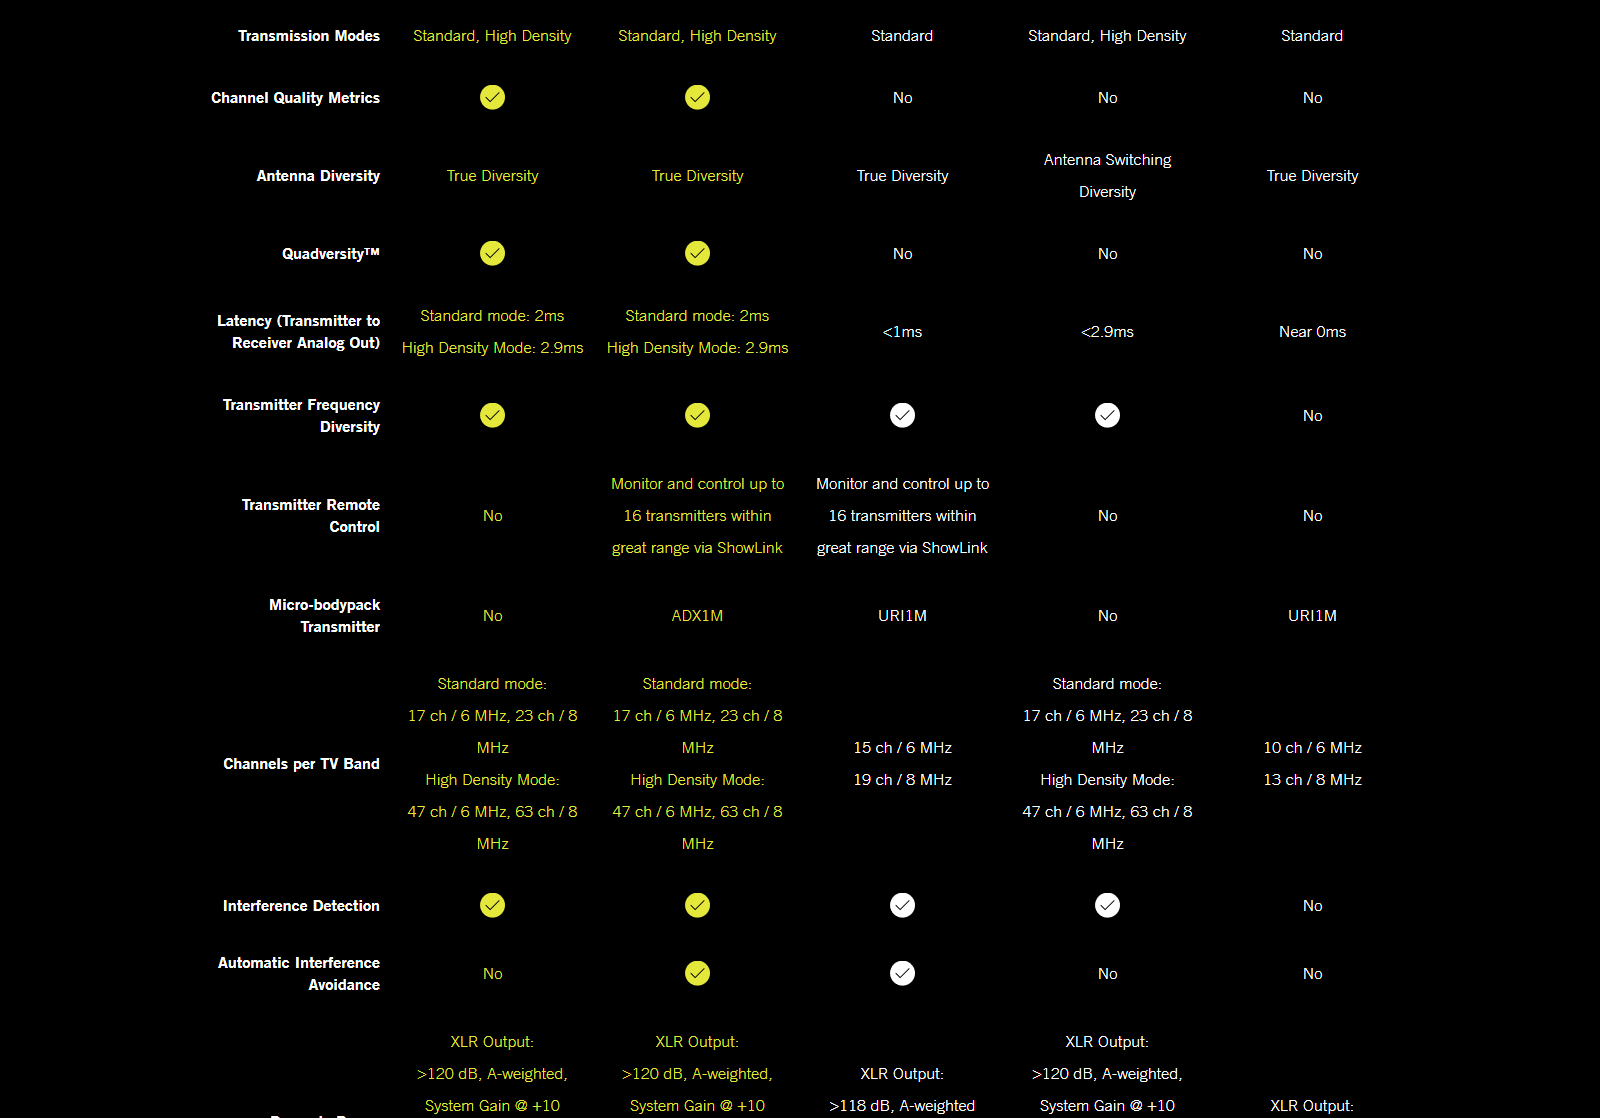 Transmission Modes Standard, High Density Standard, High Density Standard Standard, High Density Standard
Channel Quality Metrics No No No
Antenna Diversity True Diversity True Diversity True Diversity Antenna Switching Diversity True Diversity
Quadversity™ No No No
Latency (Transmitter to Receiver Analog Out)
Standard mode: 2ms
High Density Mode: 2.9ms
Standard mode: 2ms
High Density Mode: 2.9ms
<1ms
<2.9ms
Near 0ms
Transmitter Frequency
Diversity
No
Transmitter Remote
Control
No
Monitor and control up to
16 transmitters within
great range via ShowLink
Monitor and control up to
16 transmitters within
great range via ShowLink
No
No
Micro-bodypack
Transmitter
No
ADX1M
URI1M
No
URI1M
Channels per TV Band
Standard mode:
17 ch / 6 MHz, 23 ch / 8
MHz
High Density Mode:
47 ch / 6 MHz, 63 ch / 8
MHz
Standard mode:
17 ch / 6 MHz, 23 ch / 8
MHz
High Density Mode:
47 ch / 6 MHz, 63 ch / 8
MHz
15 ch / 6 MHz
19 ch / 8 MHz
Standard mode:
17 ch / 6 MHz, 23 ch / 8
MHz
High Density Mode:
47 ch / 6 MHz, 63 ch / 8
MHz
10 ch / 6 MHz
13 ch / 8 MHz
Interference Detection
No
Automatic Interference
Avoidance
No
No
No
XLR Output:
>120 dB, A-weighted,
System Gain @ +10
XLR Output:
>120 dB, A-weighted,
System Gain @ +10
XLR Output:
>118 dB, A-weighted
XLR Output:
>120 dB, A-weighted,
System Gain @ +10
XLR Output: